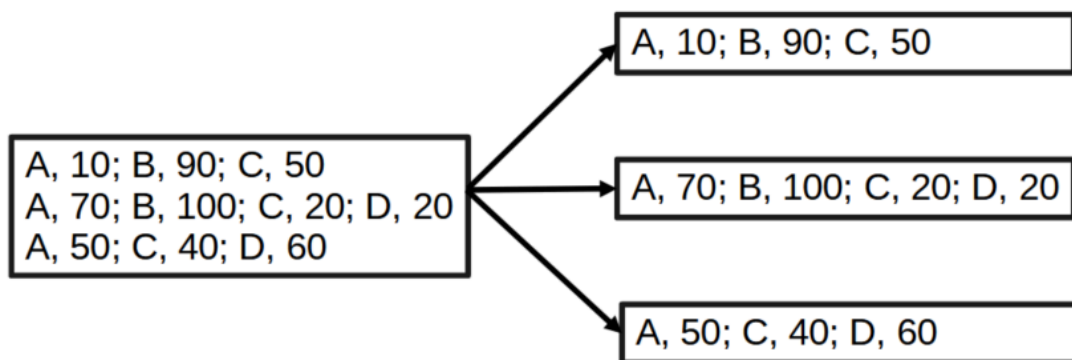 A, 10; B, 90; C, 50
A, 70; B, 100; C, 20; D, 20
A, 50; C, 40; D, 60
A, 10; B, 90; C, 50
A, 70; B, 100; C, 20; D, 20
A, 50; C, 40; D, 60